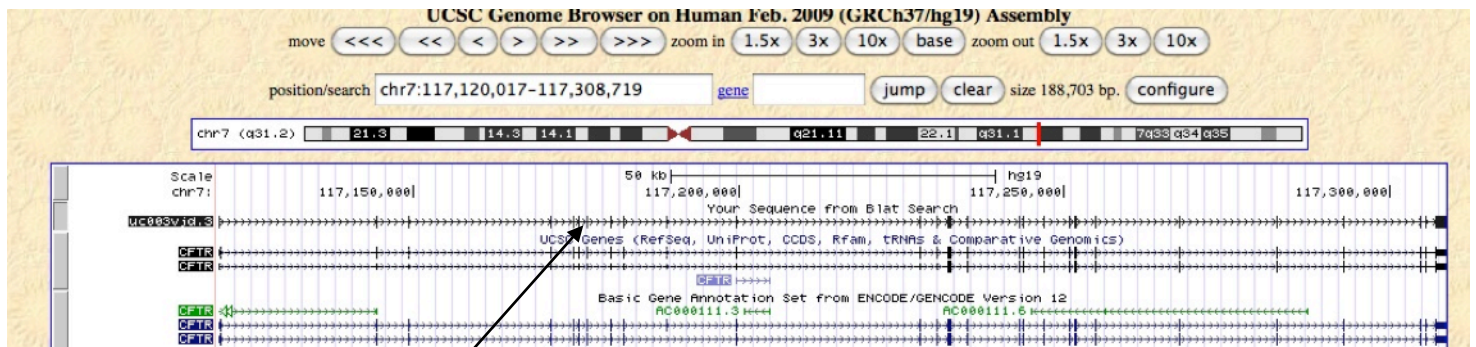 UCSC Genome Browser on Human Feb. 2009 (GRCh37/hg19) Assembly
move <<< << < > >> >>> zoom in 1.5x 3x 10x base zoom out 1.5x 3x 10x
position/search chr7:117,120,017-117,308,719 gene jump clear size 188,703 bp. configure
chr7 (q31.2) 21.3 14.3 14.1 q21.11 22.1 q31.1 7q33 q34 q35
Scale 50 kb hg19
chr7: 117,150,000 117,200,000 117,250,000 117,300,000
Your Sequence from Blat Search
uc003vjd.3
UCSC Genes (RefSeq, UniProt, CCDS, Rfam, tRNAs & Comparative Genomics)
CFTR
CFTR
CFTR
Basic Gene Annotation Set from ENCODE/GENCODE Version 12
CFTR AC000111.3 AC000111.6
CFTR
CFTR